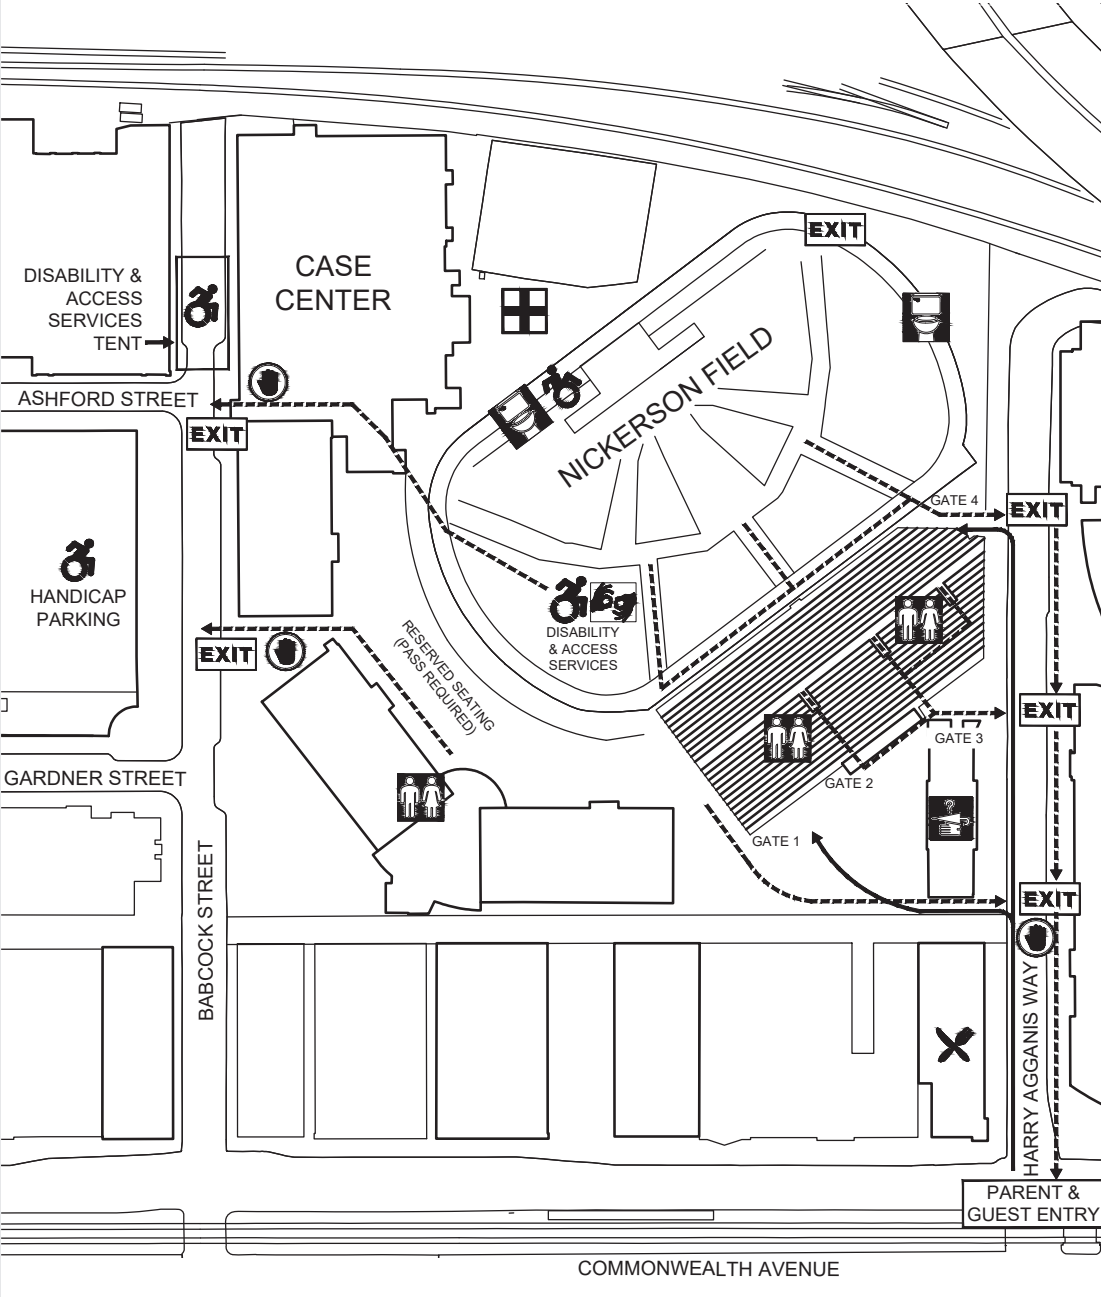 EXIT
CASE
CENTER
DISABILITY &
ACCESS
SERVICES
TENT
NICKERSON FIELD
ASHFORD STREET
EXIT
GATE 4
EXIT
HANDICAP
PARKING
DISABILITY
& ACCESS
SERVICES
RESERVED SEATING
(PASS REQUIRED)
EXIT
EXIT
GATE 3
GARDNER STREET
GATE 2
?
GATE 1
BABCOCK STREET
EXIT
HARRY AGGANIS WAY
PARENT &
GUEST ENTRY
COMMONWEALTH AVENUE